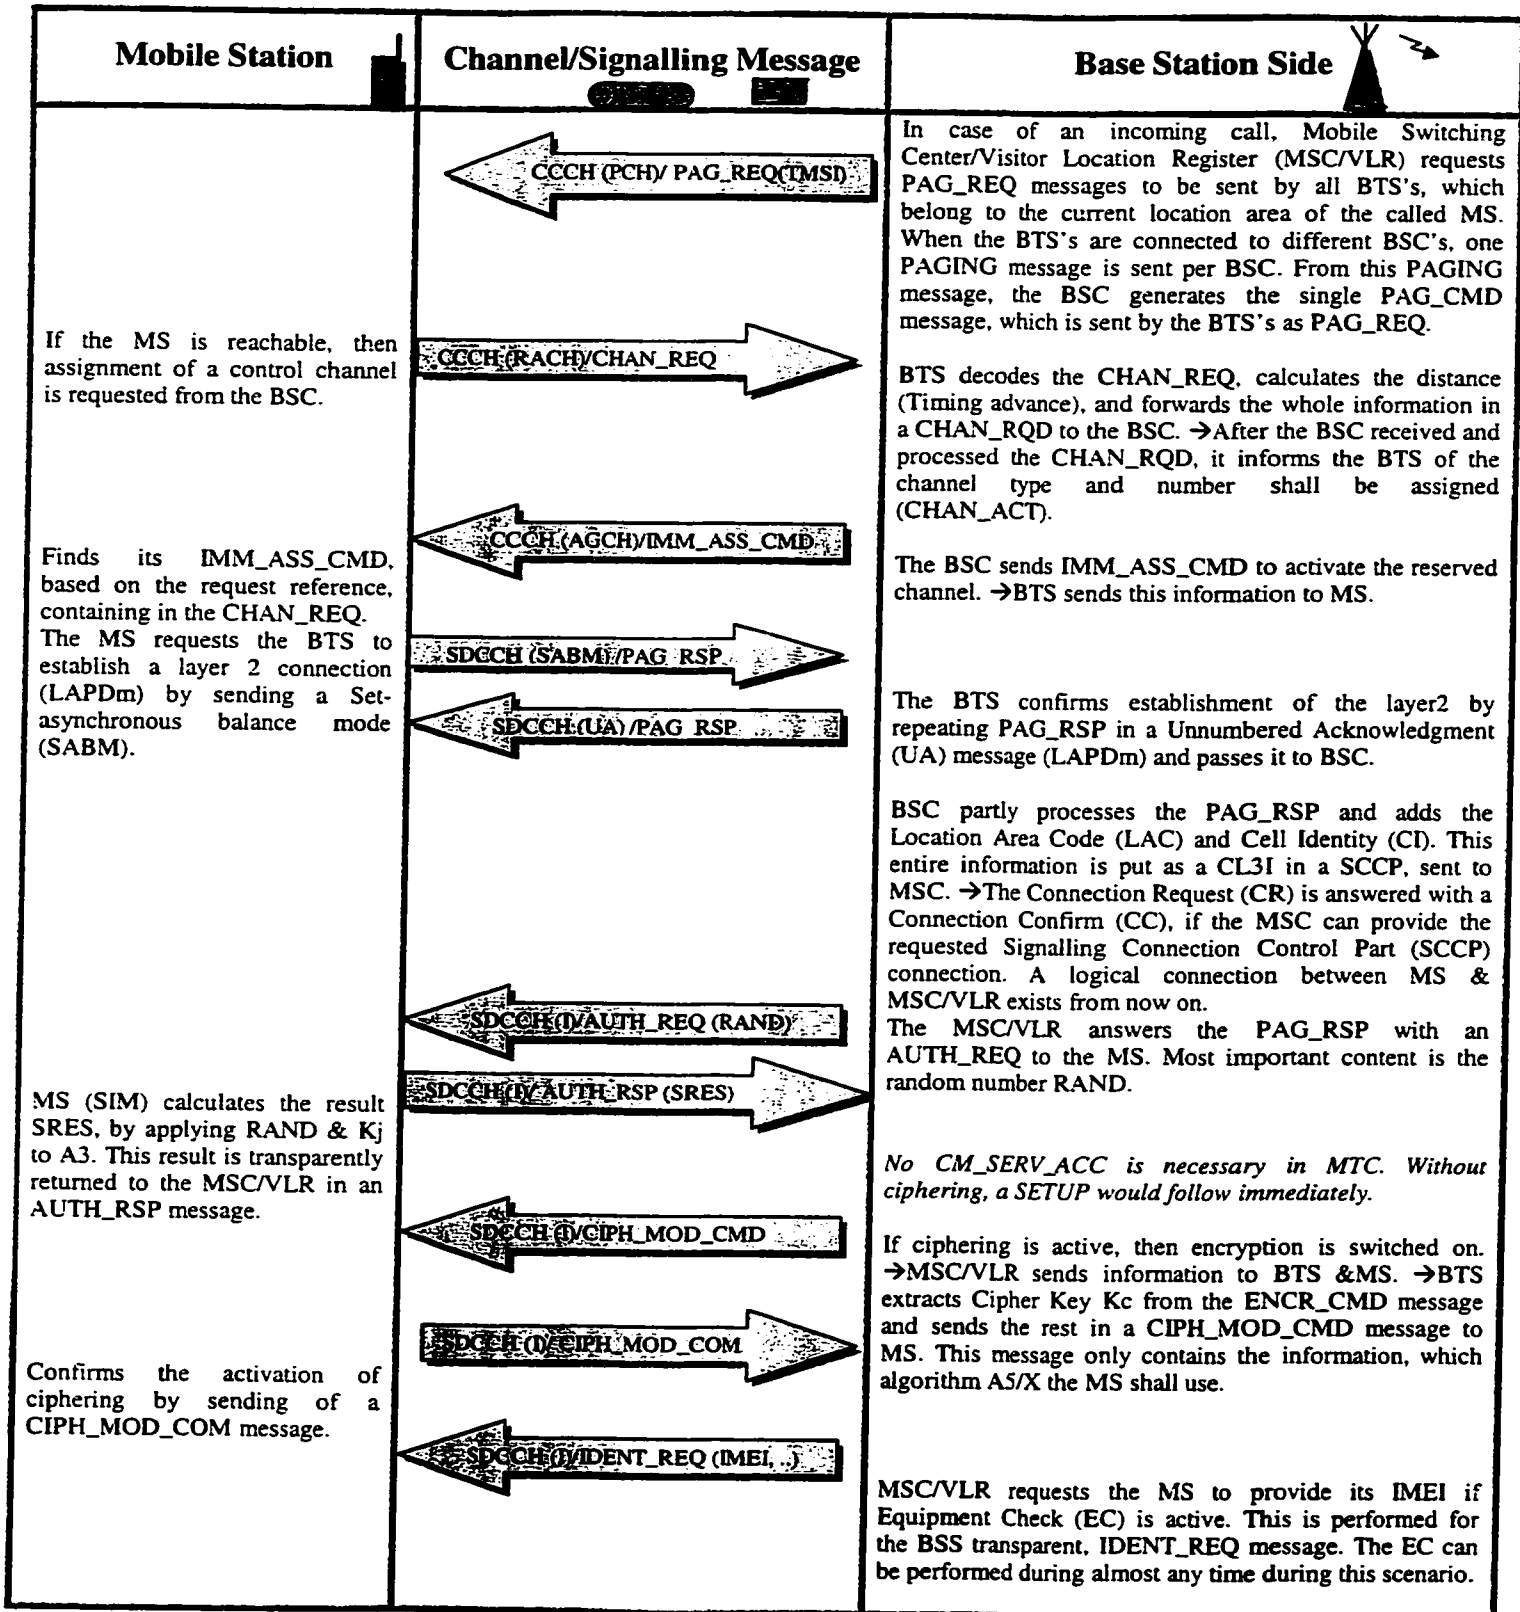 Mobile Station
Channel/Signalling Message
Base Station Side
CCCH (PCH)/ PAG_REQ(TMSI)
In case of an incoming call, Mobile Switching
Center/Visitor Location Register (MSC/VLR) requests
PAG_REQ messages to be sent by all BTS's, which
belong to the current location area of the called MS.
When the BTS's are connected to different BSC's, one
PAGING message is sent per BSC. From this PAGING
message, the BSC generates the single PAG_CMD
message, which is sent by the BTS's as PAG_REQ.
If the MS is reachable, then
assignment of a control channel
is requested from the BSC.
CCCH (RACH)/CHAN_REQ
BTS decodes the CHAN_REQ, calculates the distance
(Timing advance), and forwards the whole information in
a CHAN_RQD to the BSC. →After the BSC received and
processed the CHAN_RQD, it informs the BTS of the
channel type and number shall be assigned
(CHAN_ACT).
CCCH (AGCH)/IMM_ASS_CMD
Finds its IMM_ASS_CMD,
based on the request reference,
containing in the CHAN_REQ.
The MS requests the BTS to
establish a layer 2 connection
(LAPDm) by sending a Set-
asynchronous balance mode
(SABM).
The BSC sends IMM_ASS_CMD to activate the reserved
channel. →BTS sends this information to MS.
SDCCH (SABM) /PAG_RSP
SDCCH (UA) /PAG_RSP
The BTS confirms establishment of the layer2 by
repeating PAG_RSP in a Unnumbered Acknowledgment
(UA) message (LAPDm) and passes it to BSC.
BSC partly processes the PAG_RSP and adds the
Location Area Code (LAC) and Cell Identity (CI). This
entire information is put as a CL3I in a SCCP, sent to
MSC. →The Connection Request (CR) is answered with a
Connection Confirm (CC), if the MSC can provide the
requested Signalling Connection Control Part (SCCP)
connection. A logical connection between MS &
MSC/VLR exists from now on.
The MSC/VLR answers the PAG_RSP with an
AUTH_REQ to the MS. Most important content is the
random number RAND.
SDCCH (I)/AUTH_REQ (RAND)
SDCCH (I)/ AUTH_RSP (SRES)
MS (SIM) calculates the result
SRES, by applying RAND & Kj
to A3. This result is transparently
returned to the MSC/VLR in an
AUTH_RSP message.
No CM_SERV_ACC is necessary in MTC. Without
ciphering, a SETUP would follow immediately.
SDCCH (I)/CIPH_MOD_CMD
If ciphering is active, then encryption is switched on.
→MSC/VLR sends information to BTS &MS. →BTS
extracts Cipher Key Kc from the ENCR_CMD message
and sends the rest in a CIPH_MOD_CMD message to
MS. This message only contains the information, which
algorithm A5/X the MS shall use.
SDCCH (I)/ CIPH_MOD_COM
Confirms the activation of
ciphering by sending of a
CIPH_MOD_COM message.
SDCCH (I)/IDENT_REQ (IMEI, ..)
MSC/VLR requests the MS to provide its IMEI if
Equipment Check (EC) is active. This is performed for
the BSS transparent, IDENT_REQ message. The EC can
be performed during almost any time during this scenario.